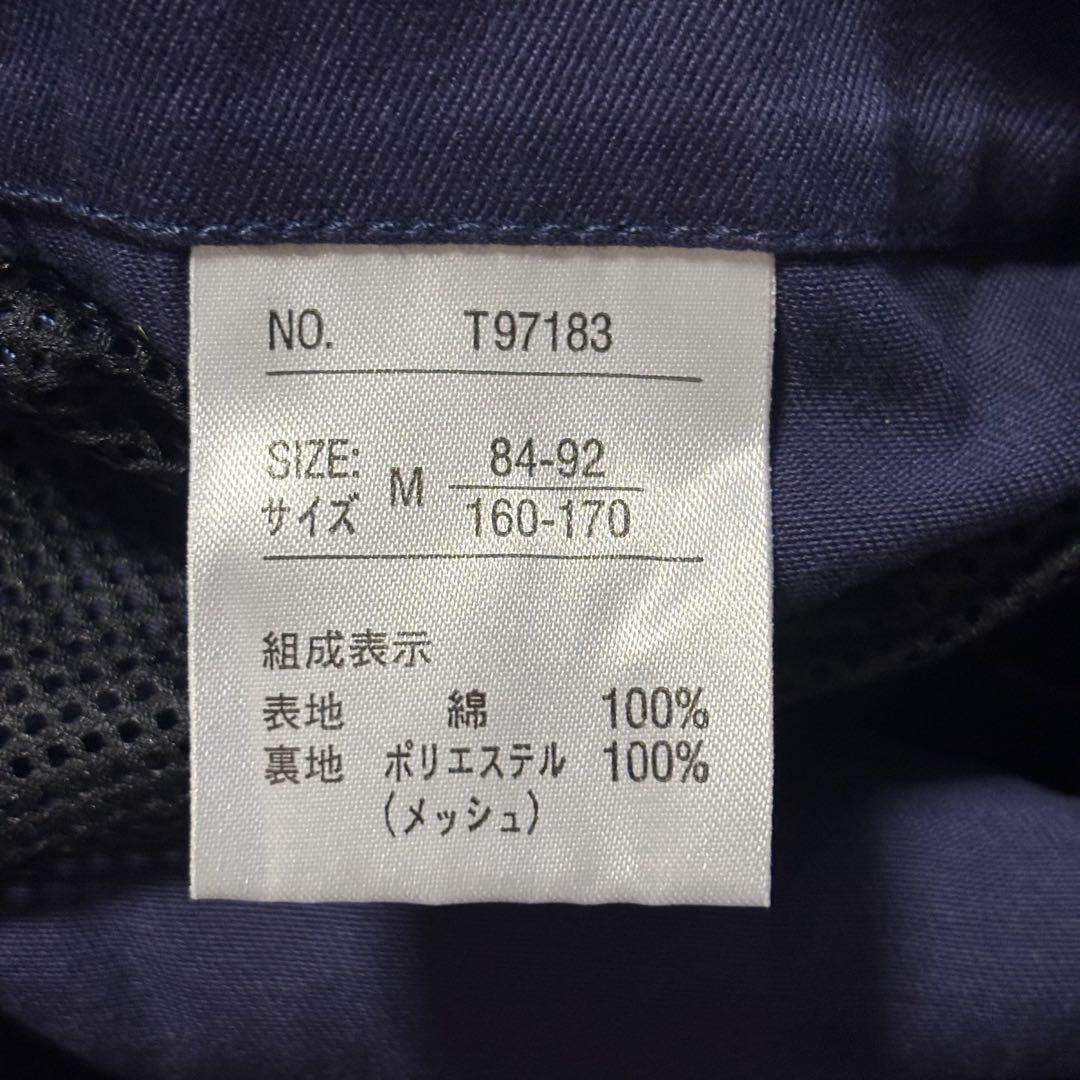 NO. T97183
SIZE: M 84-92
サイズ 160-170
組成表示
表地 綿 100%
裏地 ポリエステル 100%
(メッシュ)